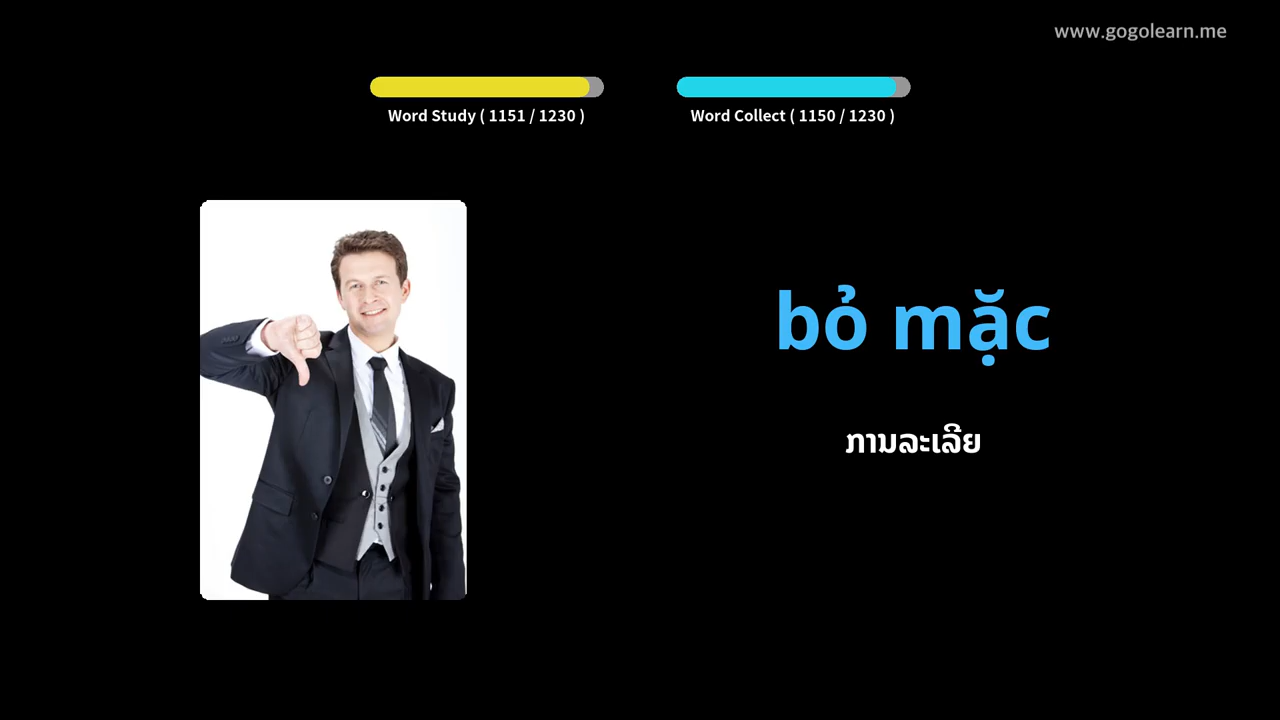 www.gogolearn.me
Word Study ( 1151 / 1230 )
Word Collect ( 1150 / 1230 )
bỏ mặc
ການລະເລີຍ